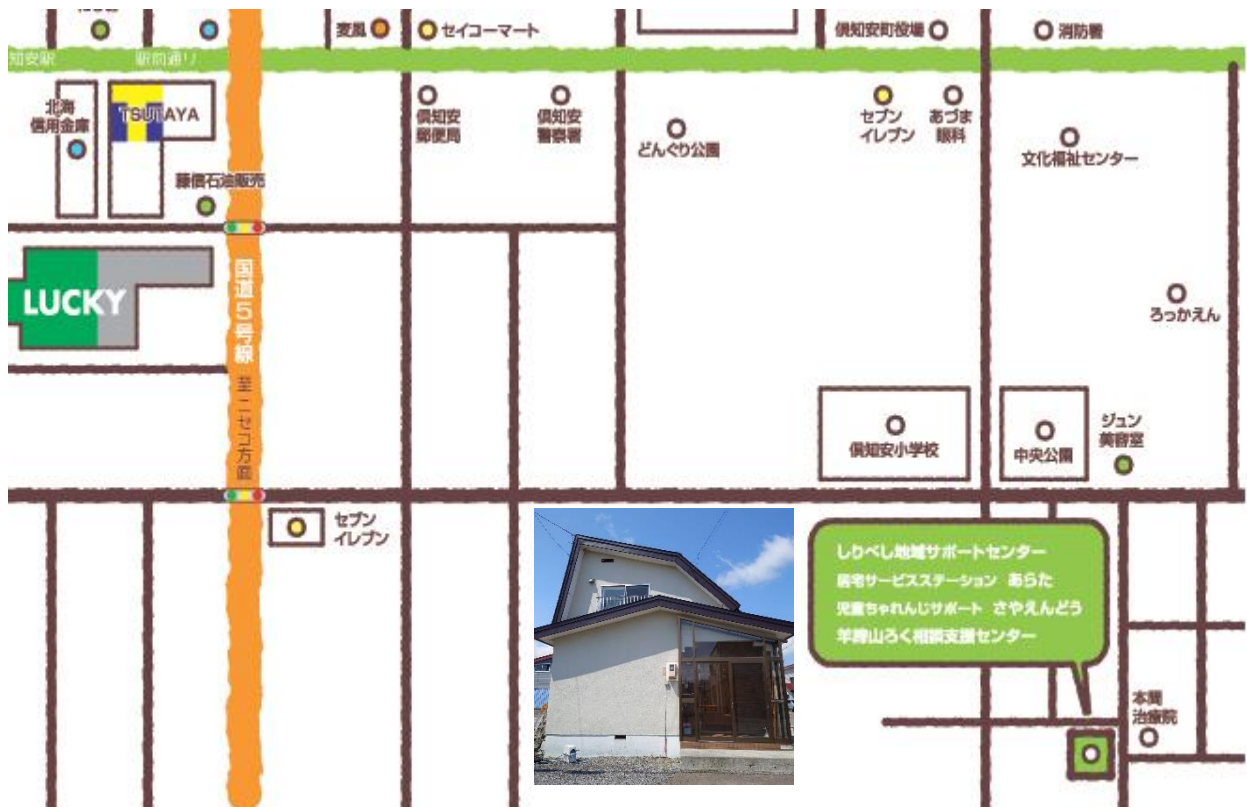 麦風
セイコーマート
倶知安町役場
消防署
知安駅
駅前通り
北海
信用金庫
TSUTAYA
倶知安
郵便局
倶知安
警察署
どんぐり公園
セブン
イレブン
あづま
眼科
文化福祉センター
藤信石油販売
LUCKY
国道5号線
至ニセコ方面
ろっかえん
倶知安小学校
中央公園
ジュン
美容室
セブン
イレブン
しりべし地域サポートセンター
居宅サービスステーション あらた
児童ちゃれんじサポート さやえんどう
羊蹄山ろく相談支援センター
本間
治療院